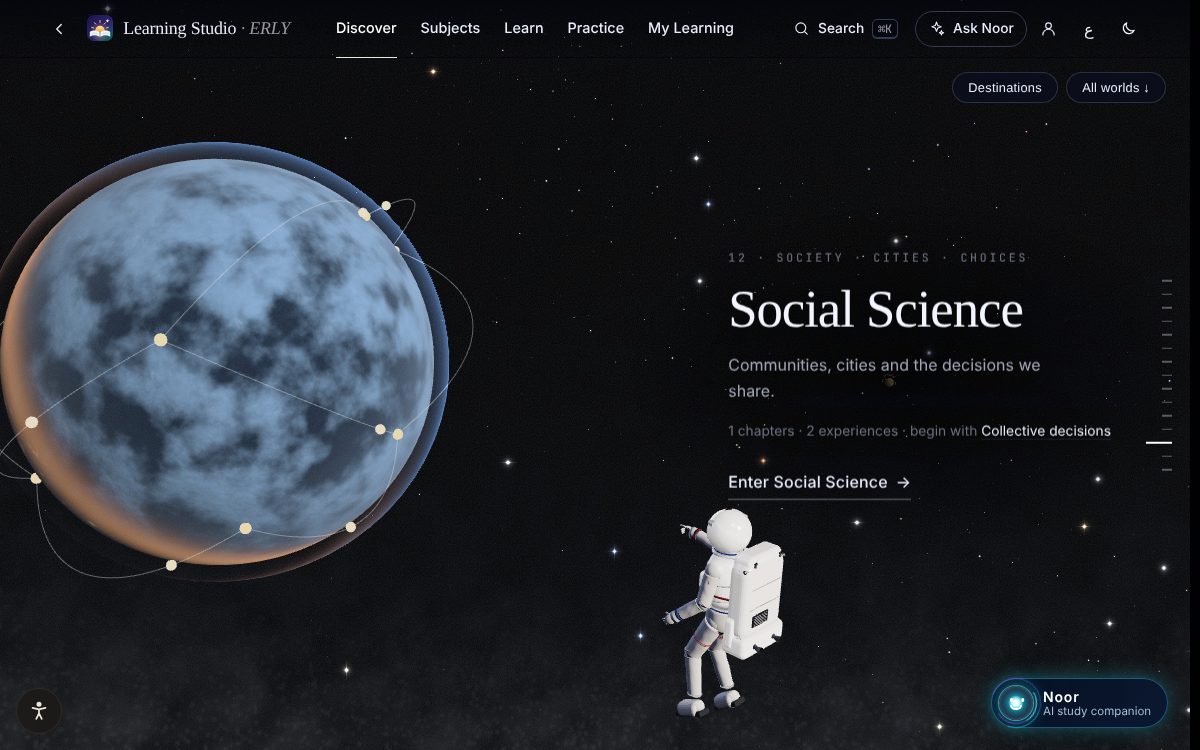 Learning Studio · ERLY
Discover
Subjects
Learn
Practice
My Learning
Search
⌘K
Ask Noor
ع
Destinations
All worlds ↓
12 · SOCIETY · CITIES · CHOICES
Social Science
Communities, cities and the decisions we
share.
1 chapters · 2 experiences · begin with Collective decisions
Enter Social Science →
Noor
AI study companion